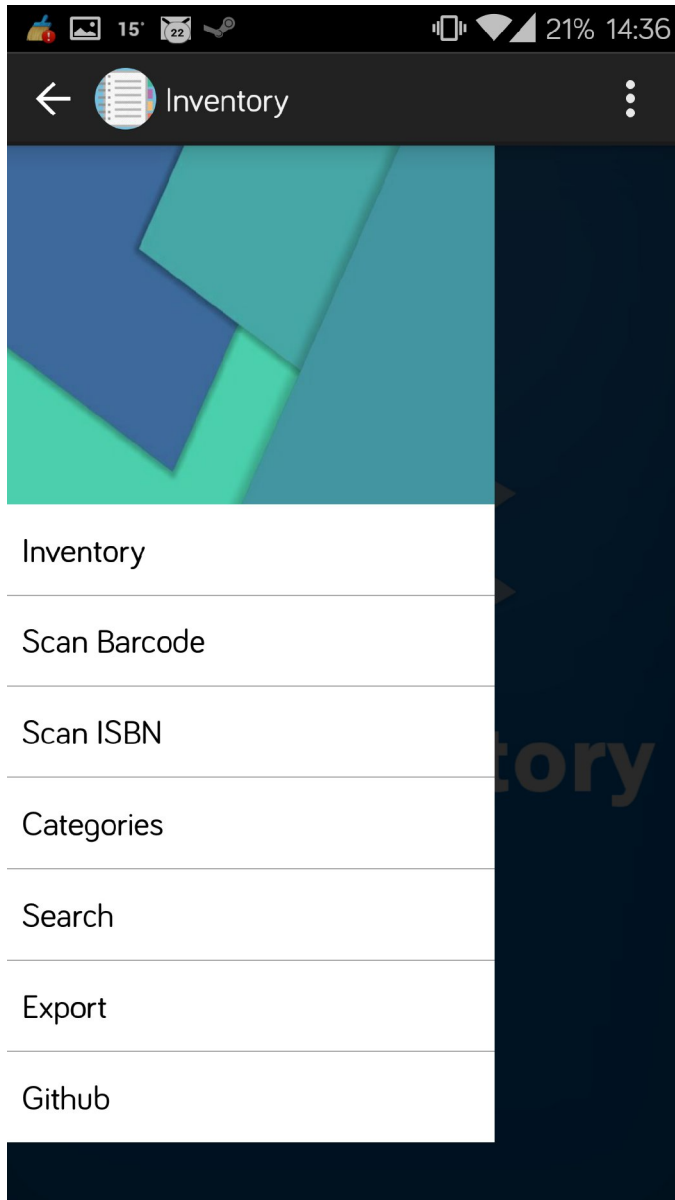 15°
22
21% 14:36
Inventory
Inventory
Scan Barcode
Scan ISBN
tory
Categories
Search
Export
Github